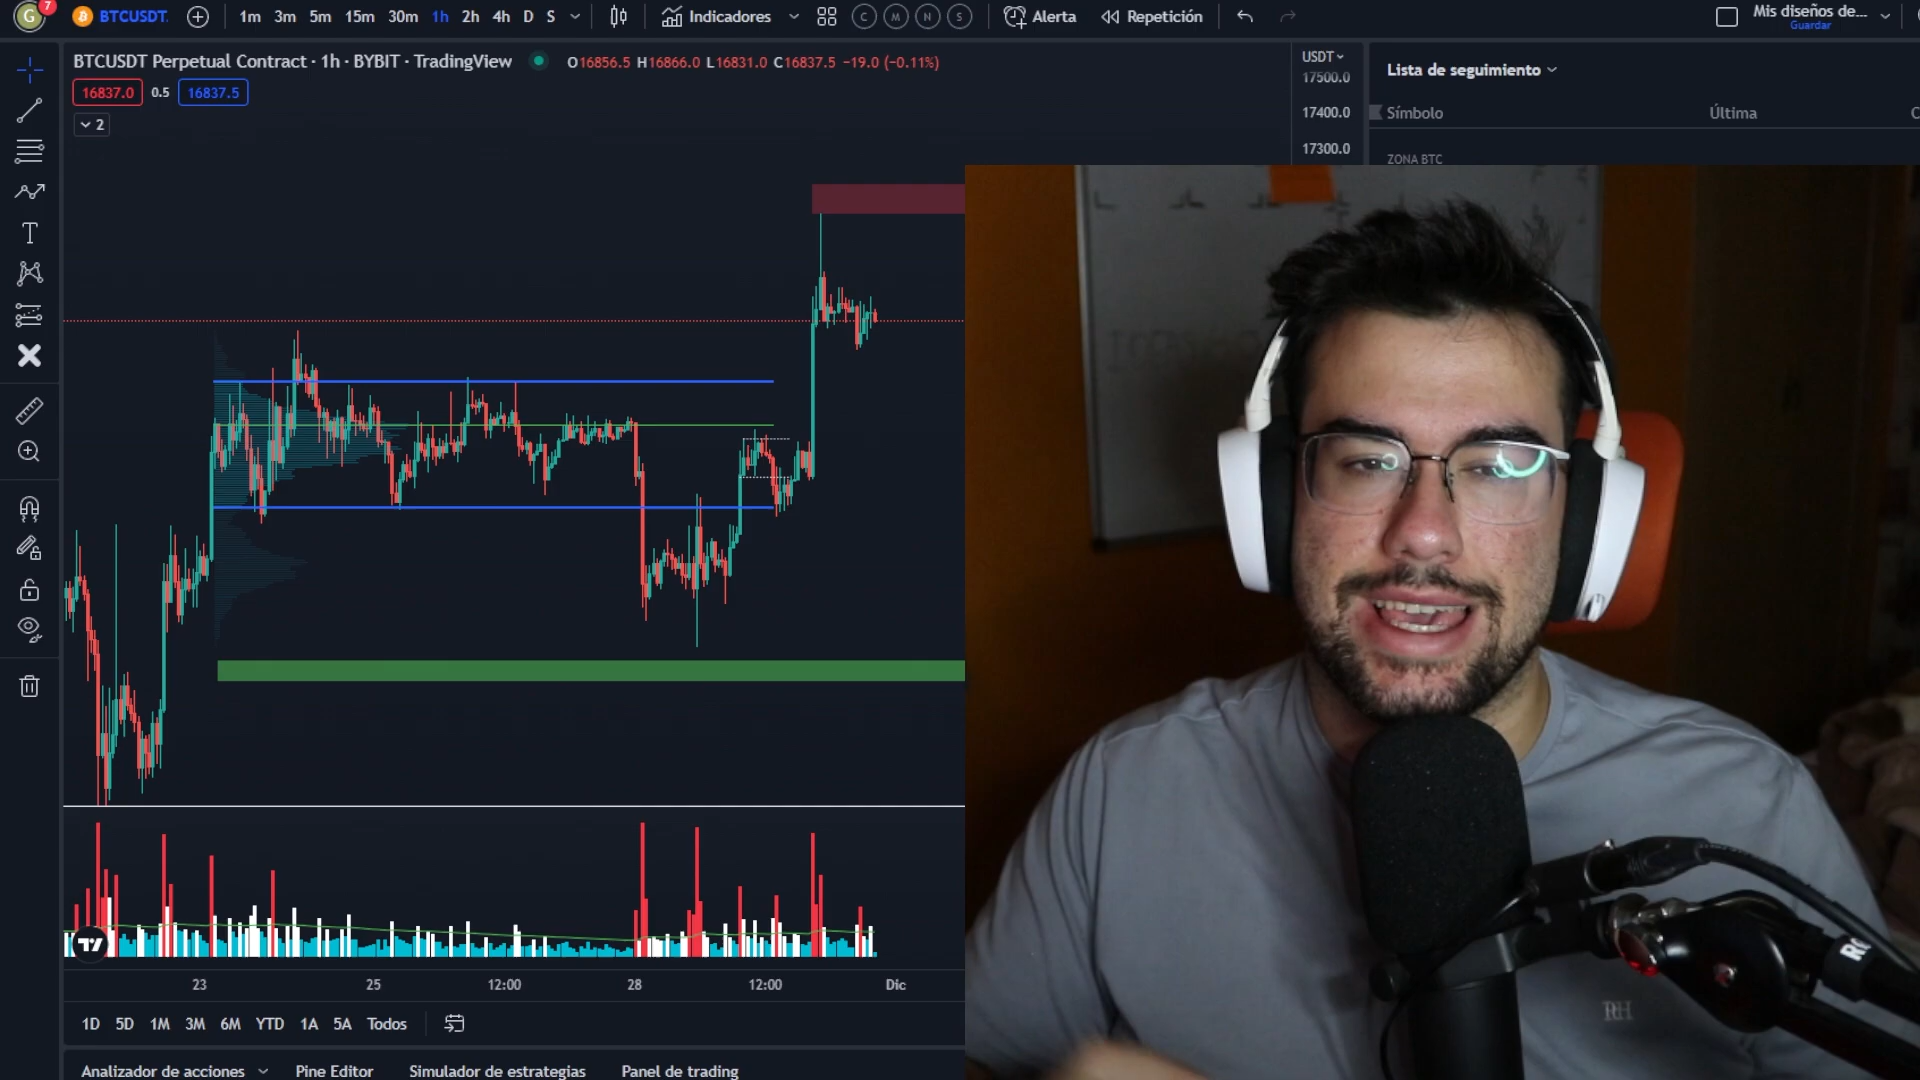 G 7 BTCUSDT. 1m 3m 5m 15m 30m 1h 2h 4h D S Indicadores C M N S Alerta Repetición Mis diseños de...
Guardar
BTCUSDT Perpetual Contract · 1h · BYBIT · TradingView O16856.5 H16866.0 L16831.0 C16837.5 −19.0 (−0.11%)
16837.0 0.5 16837.5
2
USDT
17500.0
17400.0
17300.0
Lista de seguimiento
Símbolo Última C
ZONA BTC
23 25 12:00 28 12:00 Dic
1D 5D 1M 3M 6M YTD 1A 5A Todos
Analizador de acciones Pine Editor Simulador de estrategias Panel de trading
RH